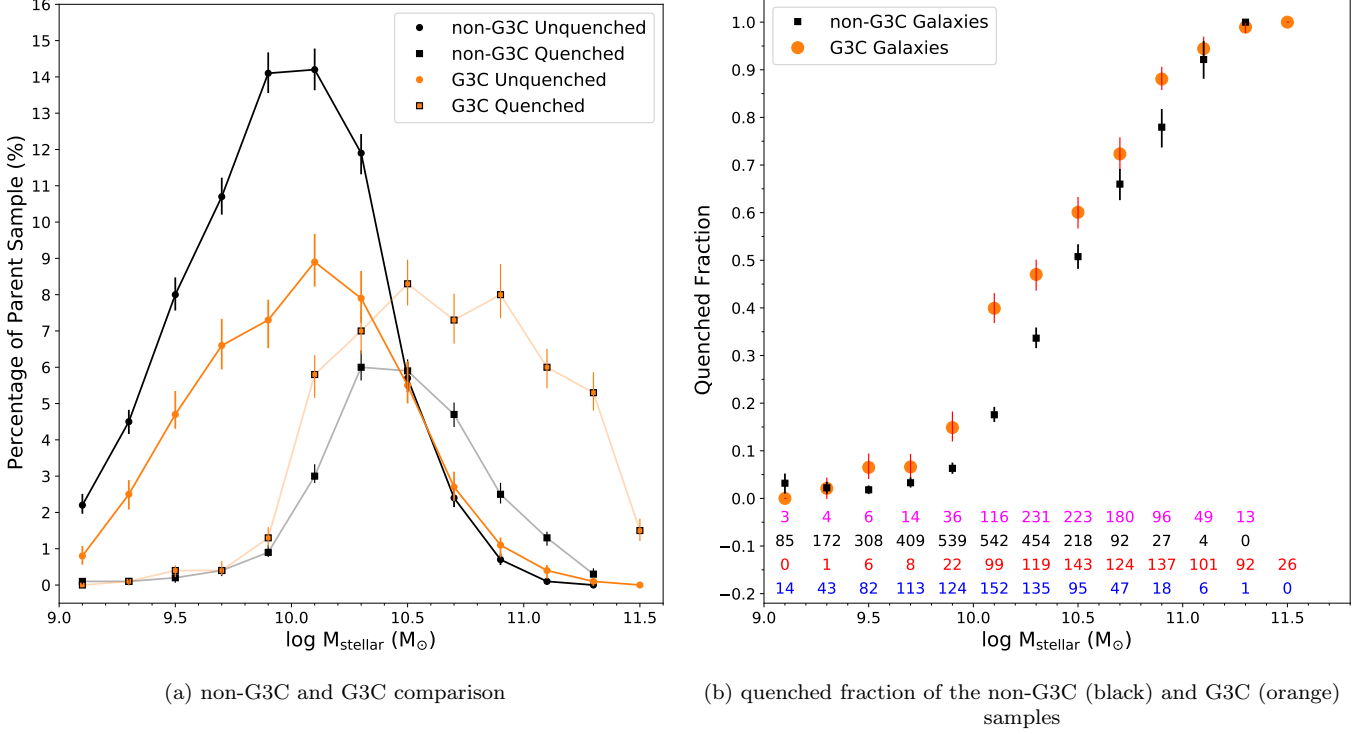 16
15
14
13
12
11
10
9
8
7
6
5
4
3
2
1
0
Percentage of Parent Sample (%)
non-G3C Unquenched
non-G3C Quenched
G3C Unquenched
G3C Quenched
9.0 9.5 10.0 10.5 11.0 11.5
log M_stellar (M_⊙)
(a) non-G3C and G3C comparison
1.0
0.9
0.8
0.7
0.6
0.5
0.4
0.3
0.2
0.1
0.0
−0.1
−0.2
Quenched Fraction
non-G3C Galaxies
G3C Galaxies
3 4 6 14 36 116 231 223 180 96 49 13
85 172 308 409 539 542 454 218 92 27 4 0
0 1 6 8 22 99 119 143 124 137 101 92 26
14 43 82 113 124 152 135 95 47 18 6 1 0
9.0 9.5 10.0 10.5 11.0 11.5
log M_stellar (M_⊙)
(b) quenched fraction of the non-G3C (black) and G3C (orange)
samples